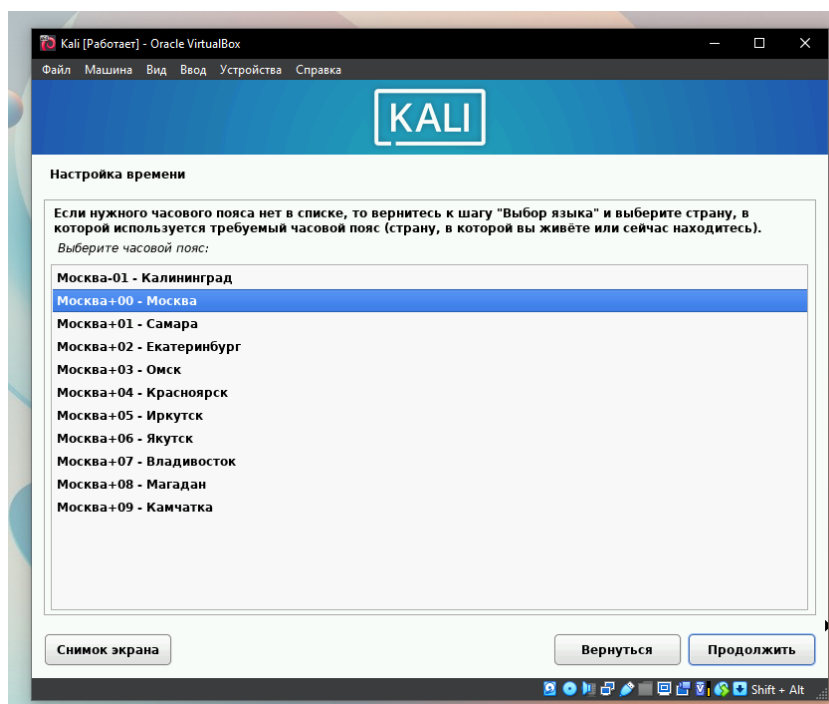 Kali [Работает] - Oracle VirtualBox
Файл Машина Вид Ввод Устройства Справка
KALI
Настройка времени
Если нужного часового пояса нет в списке, то вернитесь к шагу "Выбор языка" и выберите страну, в
которой используется требуемый часовой пояс (страну, в которой вы живёте или сейчас находитесь).
Выберите часовой пояс:
Москва-01 - Калининград
Москва+00 - Москва
Москва+01 - Самара
Москва+02 - Екатеринбург
Москва+03 - Омск
Москва+04 - Красноярск
Москва+05 - Иркутск
Москва+06 - Якутск
Москва+07 - Владивосток
Москва+08 - Магадан
Москва+09 - Камчатка
Снимок экрана Вернуться Продолжить
Shift + Alt